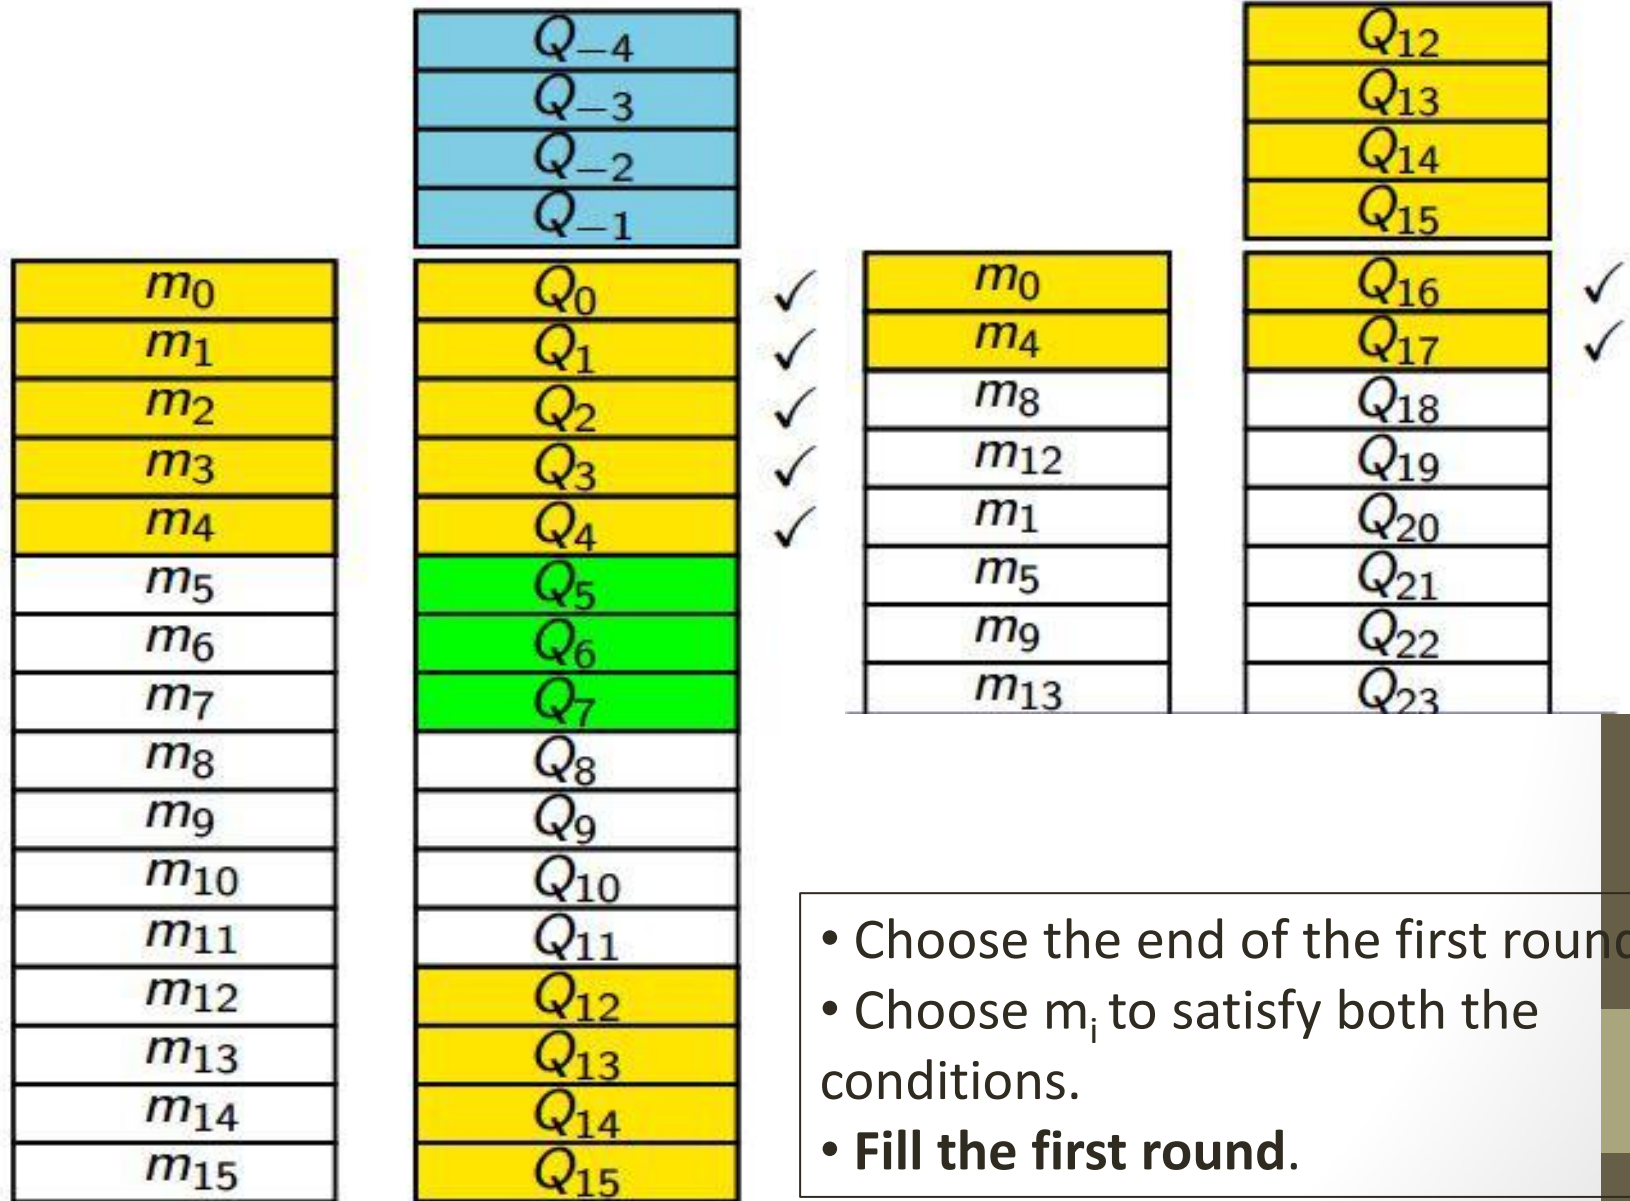 Q₋₄
Q₋₃
Q₋₂
Q₋₁
m₀ Q₀ ✓
m₁ Q₁ ✓
m₂ Q₂ ✓
m₃ Q₃ ✓
m₄ Q₄ ✓
m₅ Q₅
m₆ Q₆
m₇ Q₇
m₈ Q₈
m₉ Q₉
m₁₀ Q₁₀
m₁₁ Q₁₁
m₁₂ Q₁₂
m₁₃ Q₁₃
m₁₄ Q₁₄
m₁₅ Q₁₅
Q₁₂
Q₁₃
Q₁₄
Q₁₅
m₀ Q₁₆ ✓
m₄ Q₁₇ ✓
m₈ Q₁₈
m₁₂ Q₁₉
m₁ Q₂₀
m₅ Q₂₁
m₉ Q₂₂
m₁₃ Q₂₃
• Choose the end of the first round
• Choose mᵢ to satisfy both the
conditions.
• Fill the first round.